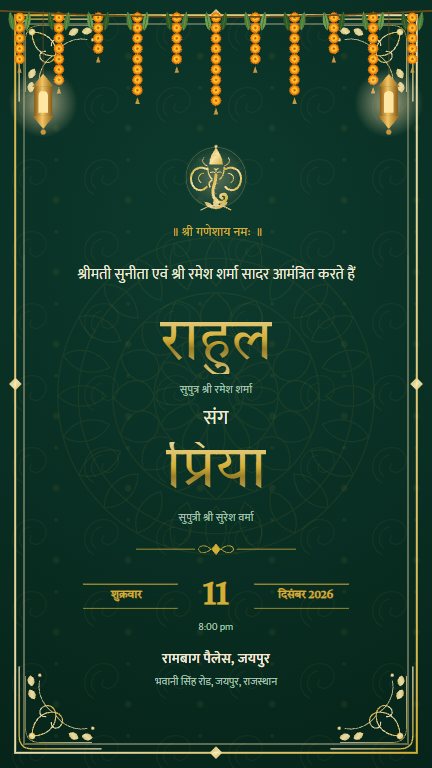 ॥ श्री गणेशाय नमः ॥
श्रीमती सुनीता एवं श्री रमेश शर्मा सादर आमंत्रित करते हैं
राहुल
सुपुत्र श्री रमेश शर्मा
संग
प्रिया
सुपुत्री श्री सुरेश वर्मा
शुक्रवार 11 दिसंबर 2026
8:00 pm
रामबाग पैलेस, जयपुर
भवानी सिंह रोड, जयपुर, राजस्थान